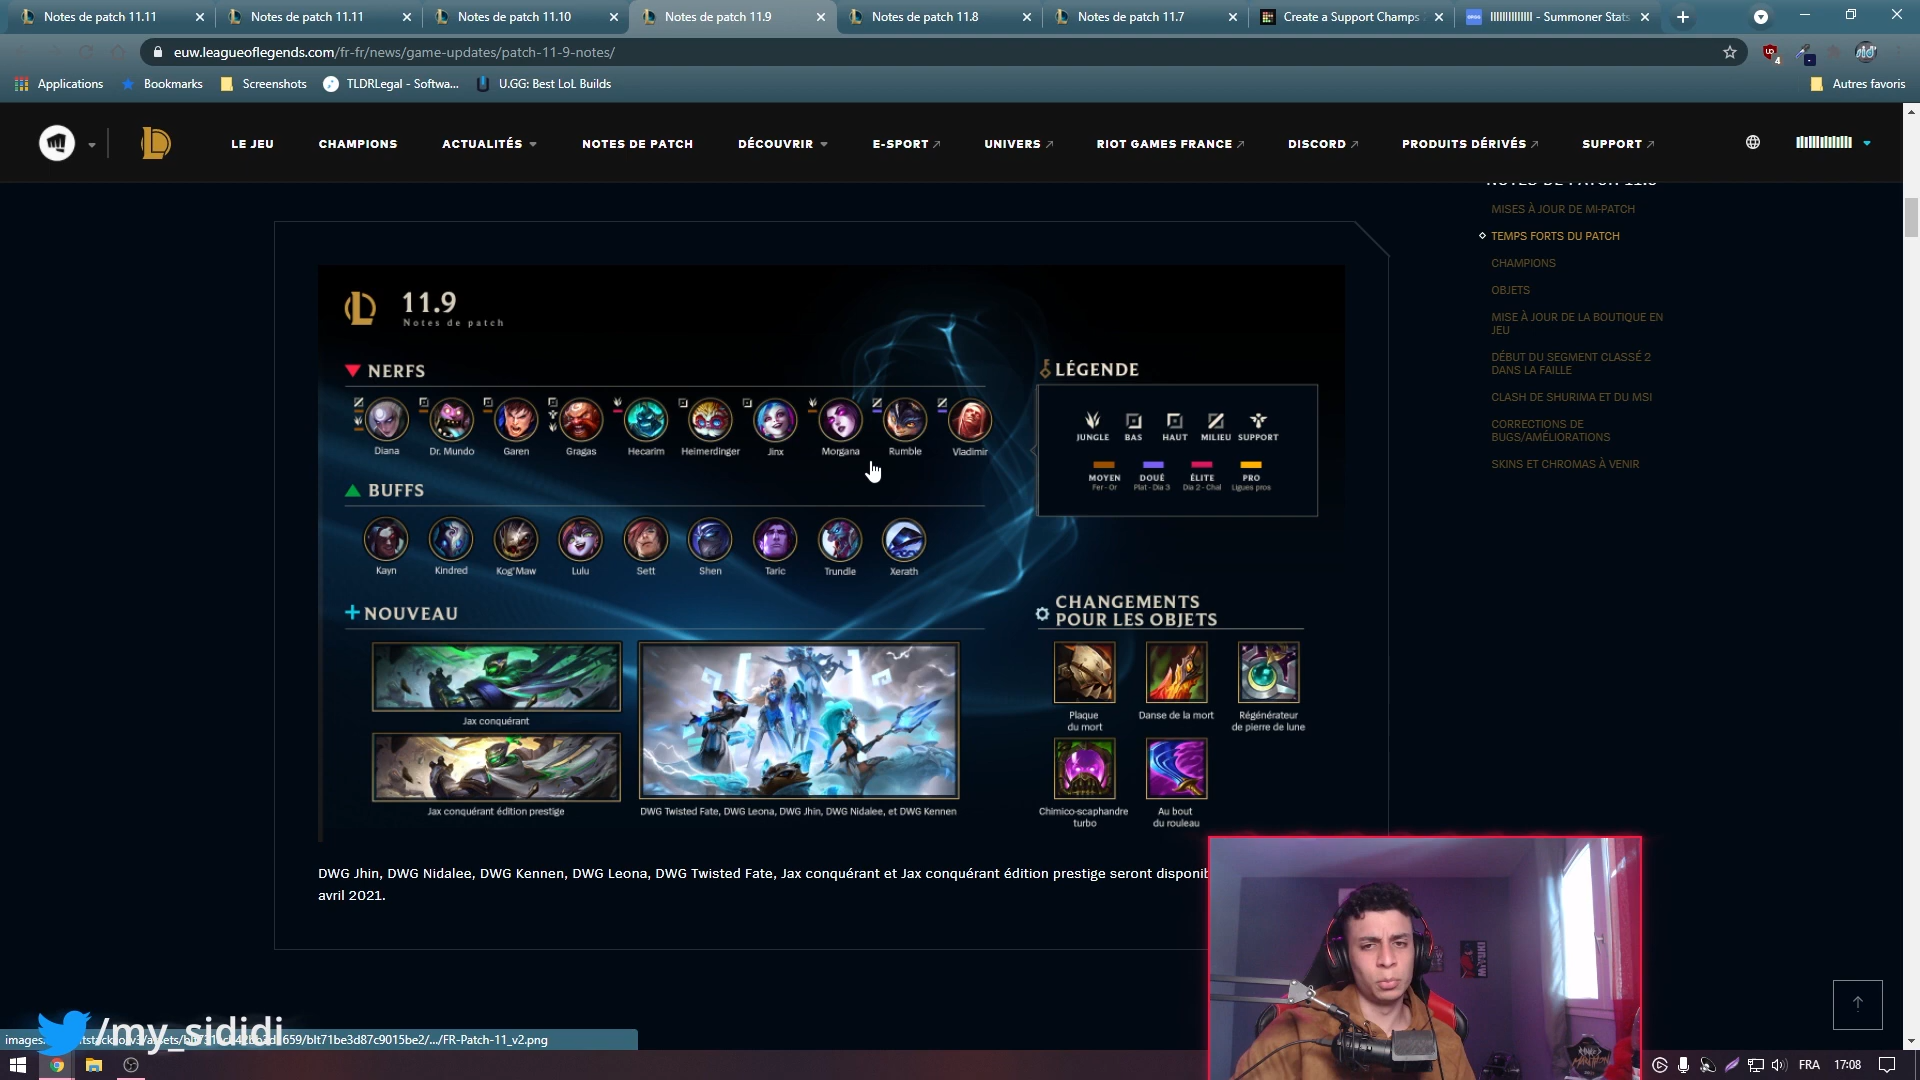 Notes de patch 11.11
Notes de patch 11.11
Notes de patch 11.10
Notes de patch 11.9
Notes de patch 11.8
Notes de patch 11.7
Create a Support Champs
IIIIIIIIIIIIII - Summoner Stats
euw.leagueoflegends.com/fr-fr/news/game-updates/patch-11-9-notes/
4
Applications
Bookmarks
Screenshots
TLDRLegal - Softwa...
U.GG: Best LoL Builds
Autres favoris
LE JEU
CHAMPIONS
ACTUALITÉS
NOTES DE PATCH
DÉCOUVRIR
E-SPORT
UNIVERS
RIOT GAMES FRANCE
DISCORD
PRODUITS DÉRIVÉS
SUPPORT
NOTES DE PATCH 11.9
MISES À JOUR DE MI-PATCH
TEMPS FORTS DU PATCH
CHAMPIONS
OBJETS
MISE À JOUR DE LA BOUTIQUE EN
JEU
DÉBUT DU SEGMENT CLASSÉ 2
DANS LA FAILLE
CLASH DE SHURIMA ET DU MSI
CORRECTIONS DE
BUGS/AMÉLIORATIONS
SKINS ET CHROMAS À VENIR
11.9
Notes de patch
NERFS
Diana
Dr. Mundo
Garen
Gragas
Hecarim
Heimerdinger
Jinx
Morgana
Rumble
Vladimir
BUFFS
Kayn
Kindred
Kog'Maw
Lulu
Sett
Shen
Taric
Trundle
Xerath
LÉGENDE
JUNGLE
BAS
HAUT
MILIEU
SUPPORT
MOYEN
Fer - Or
DOUÉ
Plat - Dia 3
ÉLITE
Dia 2 - Chal
PRO
Ligues pros
NOUVEAU
Jax conquérant
Jax conquérant édition prestige
DWG Twisted Fate, DWG Leona, DWG Jhin, DWG Nidalee, et DWG Kennen
CHANGEMENTS
POUR LES OBJETS
Plaque
du mort
Danse de la mort
Régénérateur
de pierre de lune
Chimico-scaphandre
turbo
Au bout
du rouleau
DWG Jhin, DWG Nidalee, DWG Kennen, DWG Leona, DWG Twisted Fate, Jax conquérant et Jax conquérant édition prestige seront disponib
avril 2021.
/my_sididi
FRA
17:08